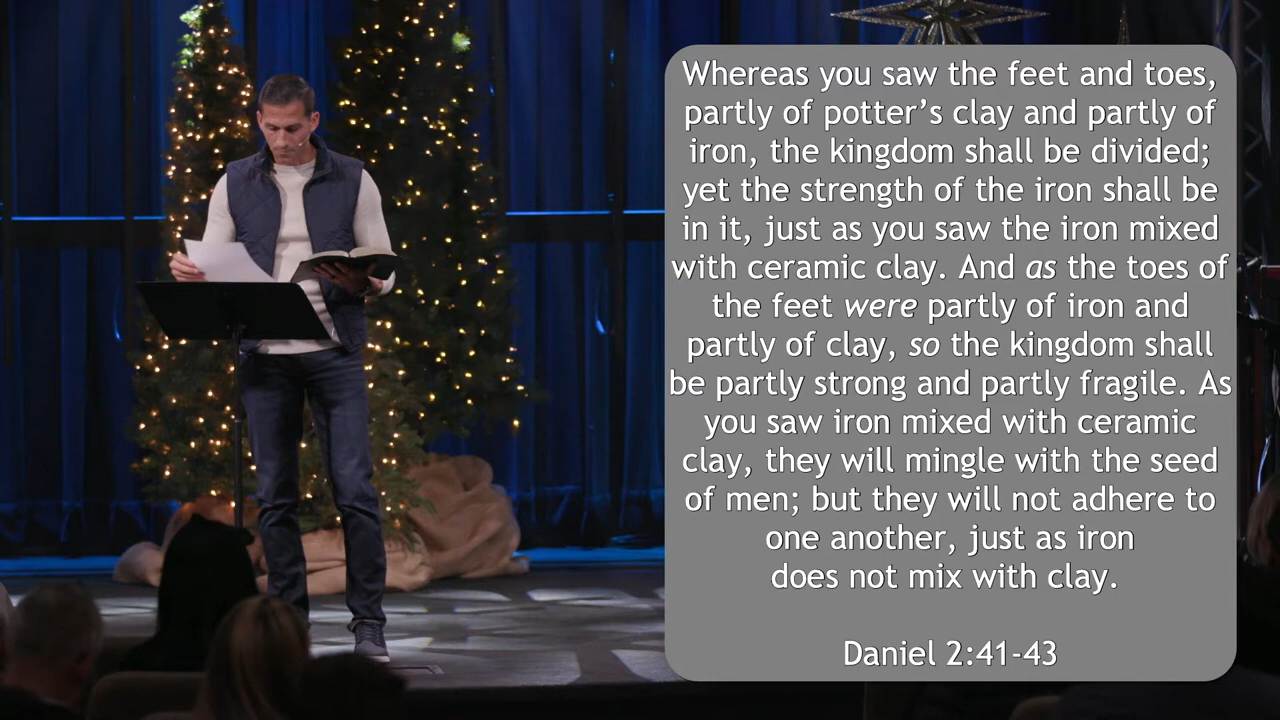 Whereas you saw the feet and toes,
partly of potter’s clay and partly of
iron, the kingdom shall be divided;
yet the strength of the iron shall be
in it, just as you saw the iron mixed
with ceramic clay. And as the toes of
the feet were partly of iron and
partly of clay, so the kingdom shall
be partly strong and partly fragile. As
you saw iron mixed with ceramic
clay, they will mingle with the seed
of men; but they will not adhere to
one another, just as iron
does not mix with clay.
Daniel 2:41-43